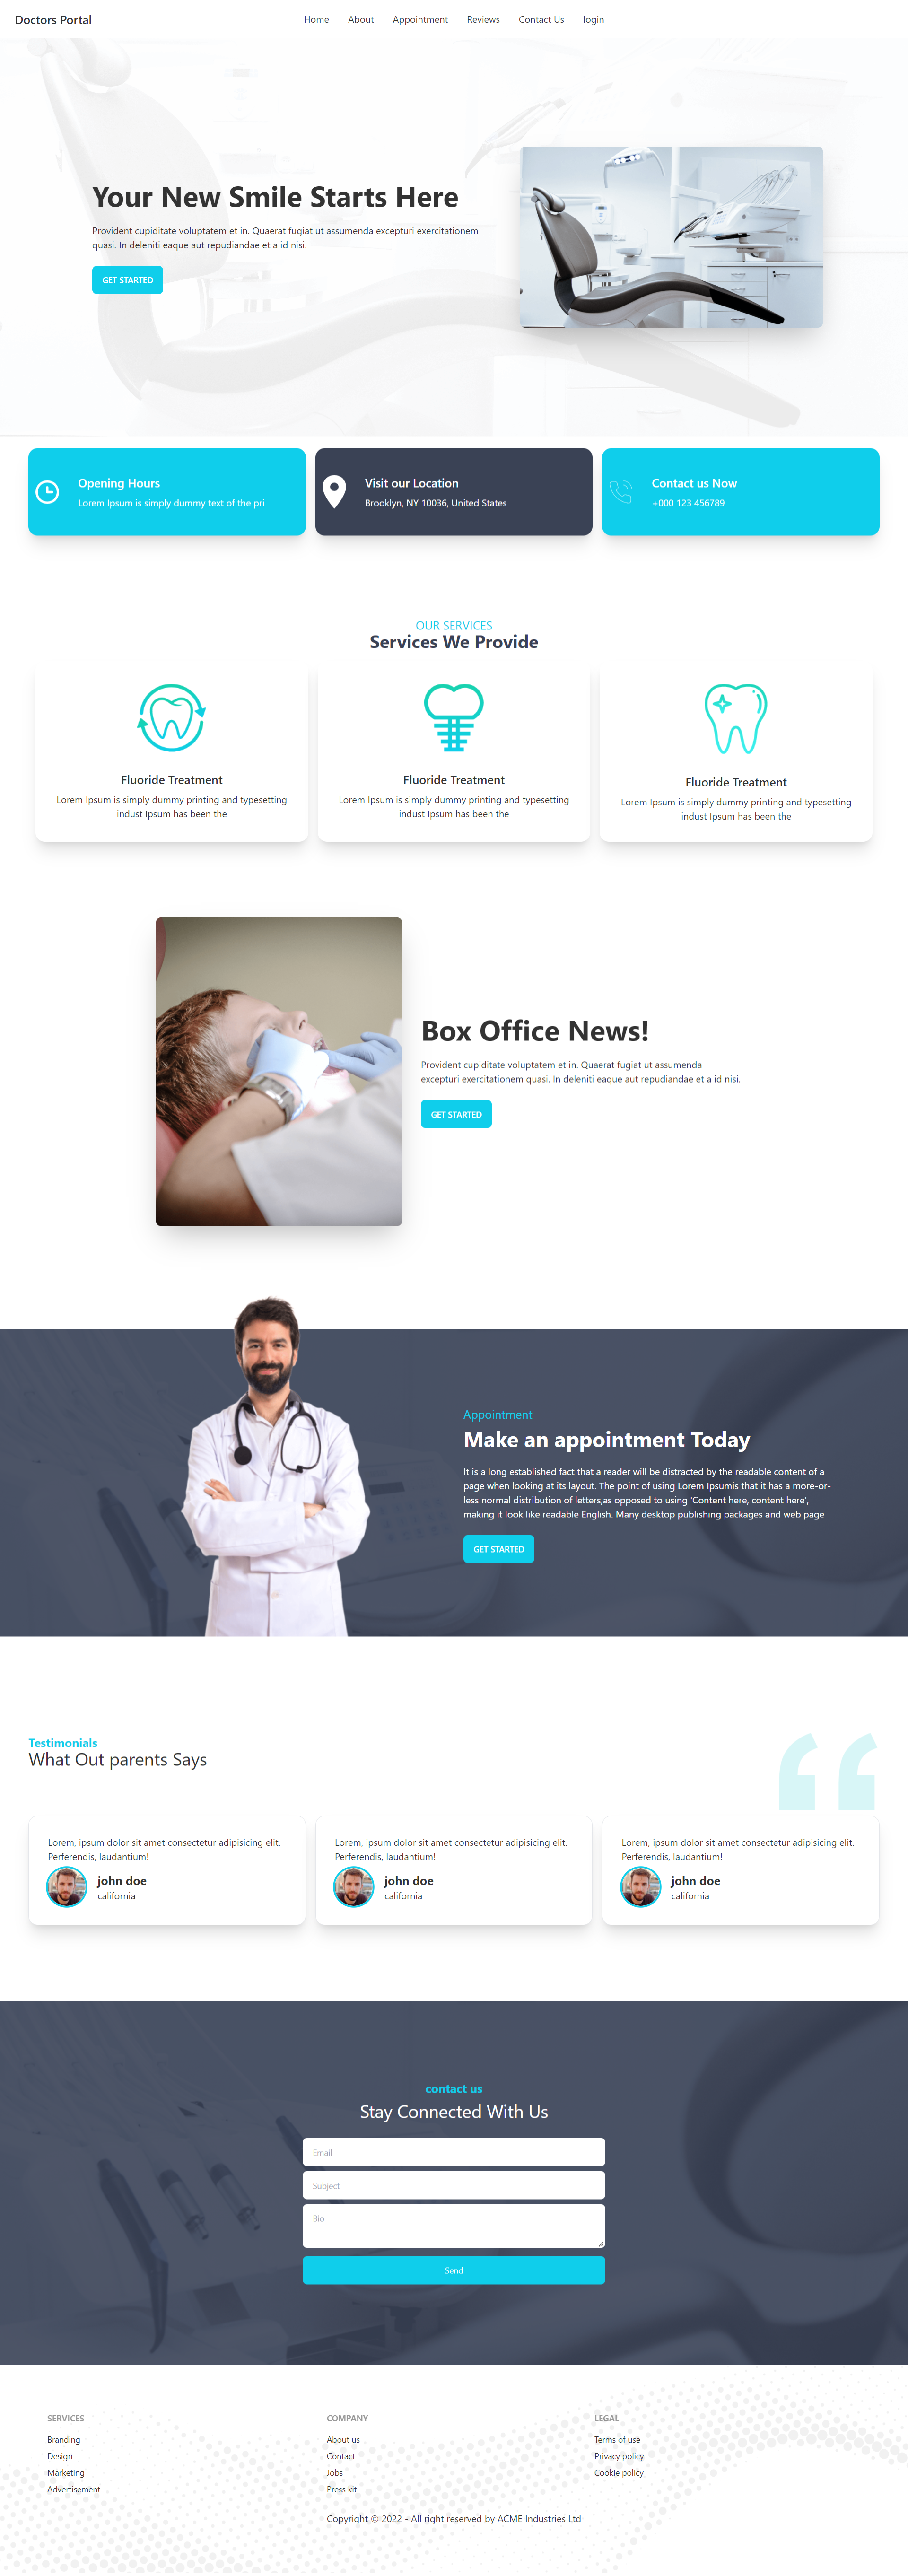 Doctors Portal
Home
About
Appointment
Reviews
Contact Us
login
Your New Smile Starts Here
Provident cupiditate voluptatem et in. Quaerat fugiat ut assumenda excepturi exercitationem
quasi. In deleniti eaque aut repudiandae et a id nisi.
GET STARTED
Opening Hours
Lorem Ipsum is simply dummy text of the pri
Visit our Location
Brooklyn, NY 10036, United States
Contact us Now
+000 123 456789
OUR SERVICES
Services We Provide
Fluoride Treatment
Lorem Ipsum is simply dummy printing and typesetting
indust Ipsum has been the
Fluoride Treatment
Lorem Ipsum is simply dummy printing and typesetting
indust Ipsum has been the
Fluoride Treatment
Lorem Ipsum is simply dummy printing and typesetting
indust Ipsum has been the
Box Office News!
Provident cupiditate voluptatem et in. Quaerat fugiat ut assumenda
excepturi exercitationem quasi. In deleniti eaque aut repudiandae et a id nisi.
GET STARTED
Appointment
Make an appointment Today
It is a long established fact that a reader will be distracted by the readable content of a
page when looking at its layout. The point of using Lorem Ipsumis that it has a more-or-
less normal distribution of letters,as opposed to using 'Content here, content here',
making it look like readable English. Many desktop publishing packages and web page
GET STARTED
Testimonials
What Out parents Says
Lorem, ipsum dolor sit amet consectetur adipisicing elit.
Perferendis, laudantium!
john doe
california
Lorem, ipsum dolor sit amet consectetur adipisicing elit.
Perferendis, laudantium!
john doe
california
Lorem, ipsum dolor sit amet consectetur adipisicing elit.
Perferendis, laudantium!
john doe
california
contact us
Stay Connected With Us
Email
Subject
Bio
Send
SERVICES
Branding
Design
Marketing
Advertisement
COMPANY
About us
Contact
Jobs
Press kit
LEGAL
Terms of use
Privacy policy
Cookie policy
Copyright © 2022 - All right reserved by ACME Industries Ltd